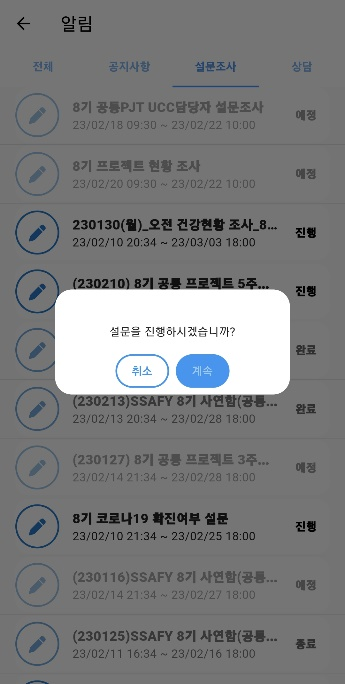 알림
전체 공지사항 설문조사 상담
8기 공통PJT UCC담당자 설문조사
23/02/18 09:30 ~ 23/02/22 10:00
예정
8기 프로젝트 현황 조사
23/02/20 09:30 ~ 23/02/22 10:00
예정
230130(월)_오전 건강현황 조사_8...
23/02/10 20:34 ~ 23/03/03 18:00
진행
(230210) 8기 공통 프로젝트 5주...
진행
설문을 진행하시겠습니까?
취소 계속
완료
(230213)SSAFY 8기 사연함(공통...
23/02/13 20:34 ~ 23/02/28 18:00
완료
(230127) 8기 공통 프로젝트 3주...
23/02/14 21:34 ~ 23/02/28 18:00
예정
8기 코로나19 확진여부 설문
23/02/10 21:34 ~ 23/02/25 18:00
진행
(230116)SSAFY 8기 사연함(공통...
23/02/14 21:34 ~ 23/02/27 18:00
예정
(230125)SSAFY 8기 사연함(공통...
23/02/11 16:34 ~ 23/02/16 18:00
종료